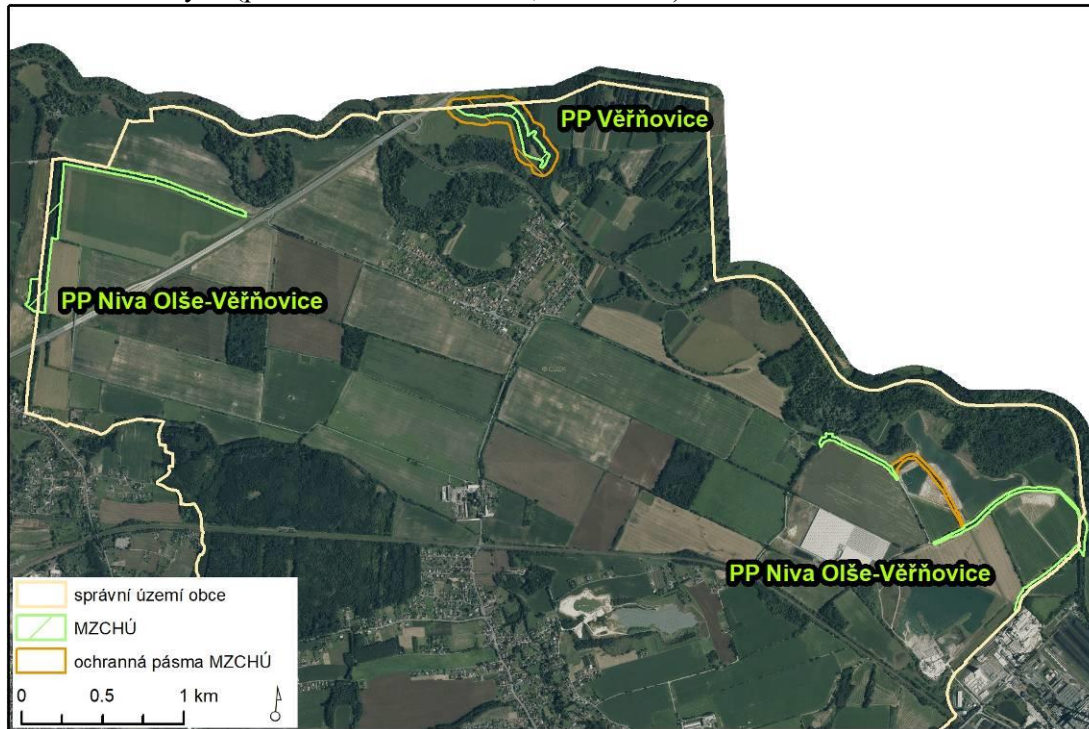 PP Věřňovice
PP Niva Olše-Věřňovice
PP Niva Olše-Věřňovice
správní území obce
MZCHÚ
ochranná pásma MZCHÚ
0 0.5 1 km